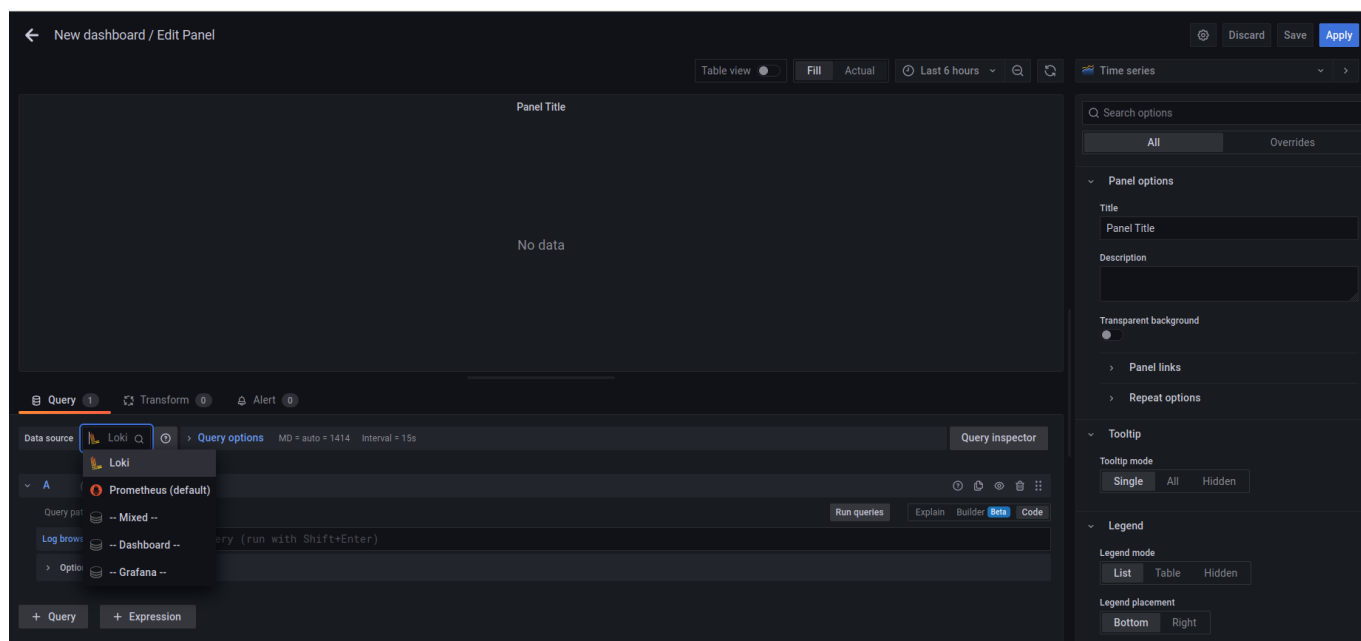 New dashboard / Edit Panel
Discard Save Apply
Table view Fill Actual Last 6 hours
Time series
Panel Title
No data
Search options
All Overrides
Panel options
Title
Panel Title
Description
Transparent background
Panel links
Repeat options
Tooltip
Tooltip mode
Single All Hidden
Legend
Legend mode
List Table Hidden
Legend placement
Bottom Right
Query 1 Transform 0 Alert 0
Data source Loki Query options MD = auto = 1414 Interval = 15s Query inspector
Loki
Prometheus (default)
-- Mixed --
-- Dashboard --
-- Grafana --
A
Query Run queries Explain Builder Beta Code
Log (run with Shift+Enter)
+ Query + Expression